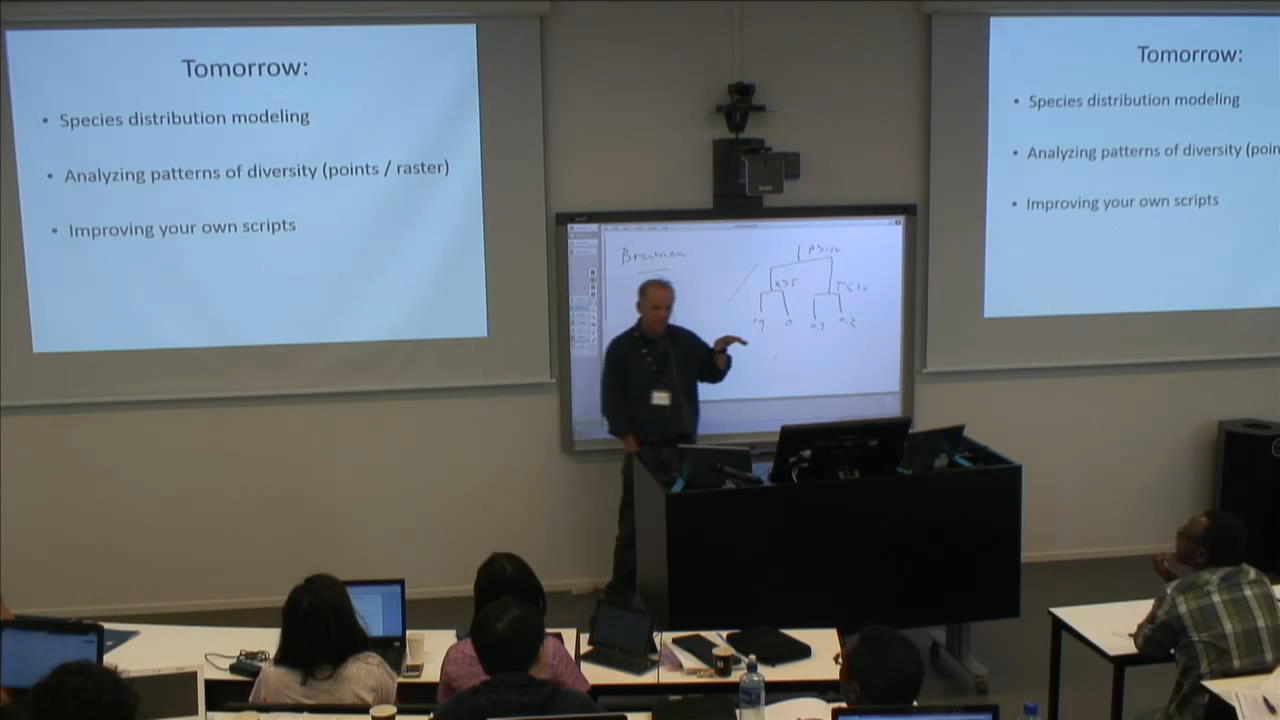 Tomorrow:
• Species distribution modeling
• Analyzing patterns of diversity (points / raster)
• Improving your own scripts
Breiman
Tomorrow:
• Species distribution modeling
• Analyzing patterns of diversity (poin
• Improving your own scripts